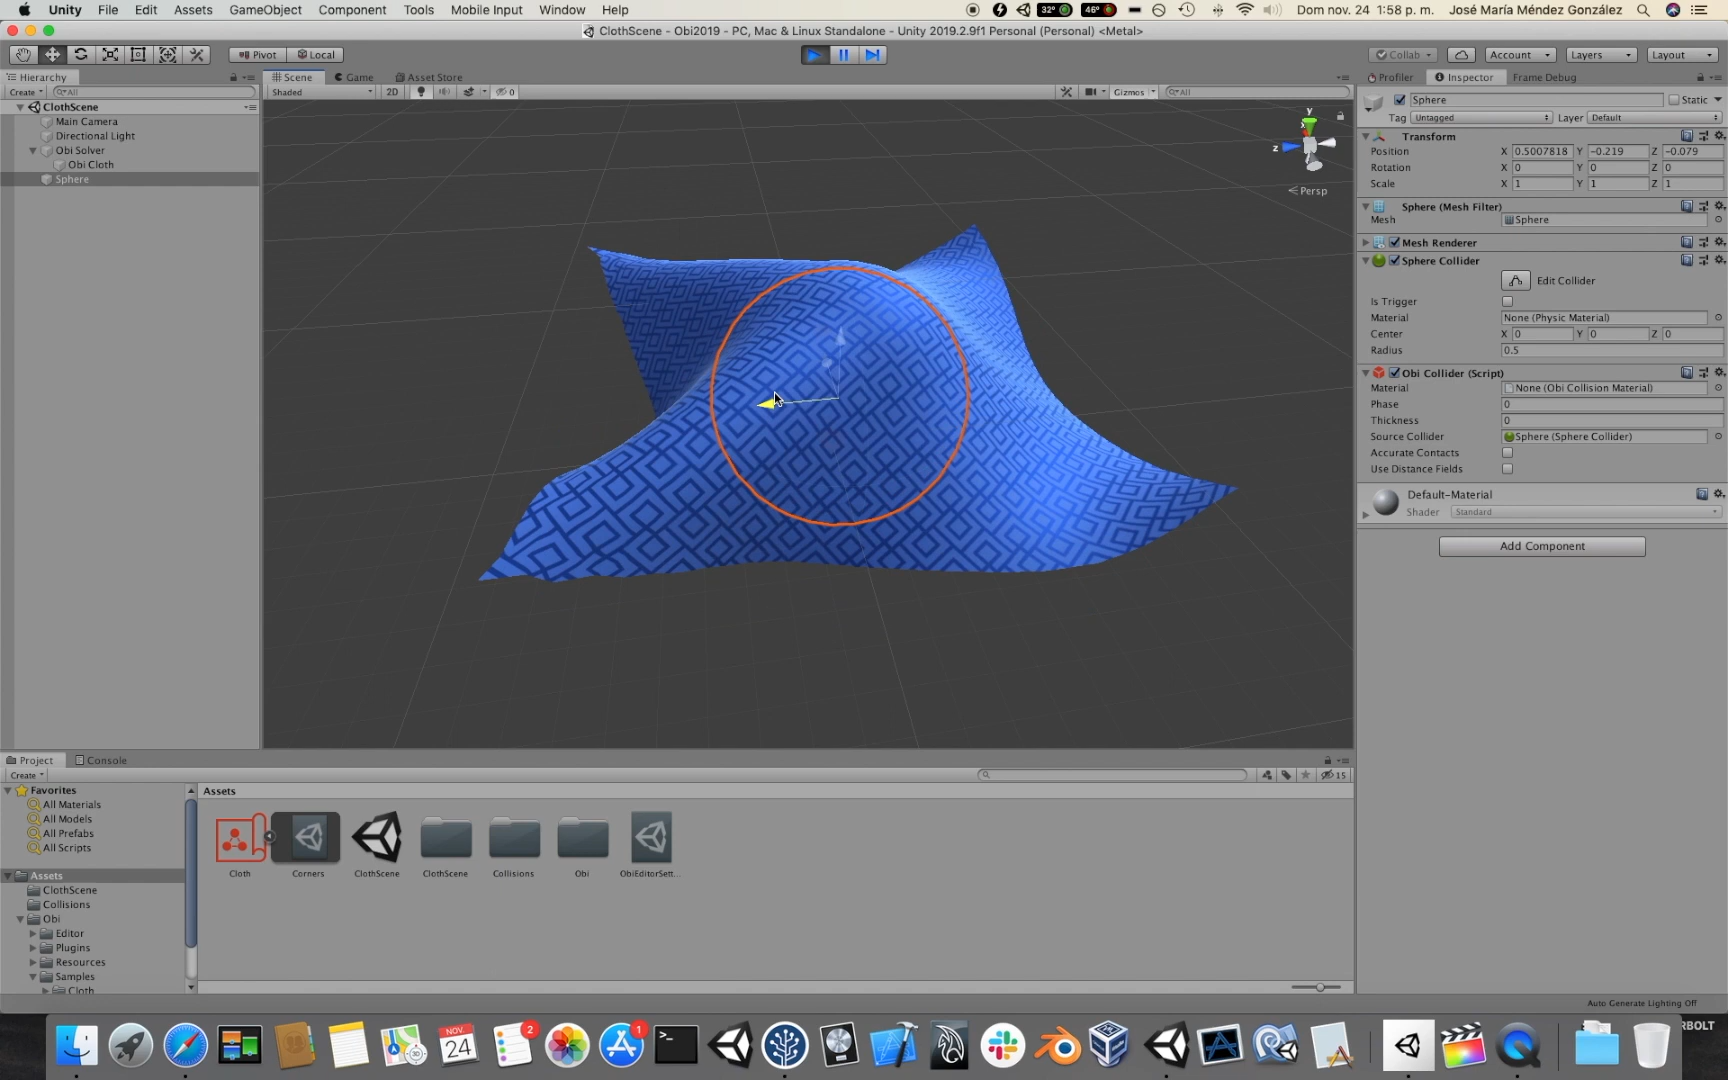 Unity File Edit Assets GameObject Component Tools Mobile Input Window Help 32° 46° Dom nov. 24 1:58 p. m. José María Méndez González
ClothScene - Obi2019 - PC, Mac & Linux Standalone - Unity 2019.2.9f1 Personal (Personal) <Metal>
Pivot Local Collab Account Layers Layout
Hierarchy Scene Game Asset Store Profiler Inspector Frame Debug
Create All Shaded 2D 0 Gizmos All
ClothScene
Main Camera
Directional Light
Obi Solver
Obi Cloth
Sphere
y
x
z
Persp
Sphere Static
Tag Untagged Layer Default
Transform
Position X 0.5007818 Y -0.219 Z -0.079
Rotation X 0 Y 0 Z 0
Scale X 1 Y 1 Z 1
Sphere (Mesh Filter)
Mesh Sphere
Mesh Renderer
Sphere Collider
Edit Collider
Is Trigger
Material None (Physic Material)
Center X 0 Y 0 Z 0
Radius 0.5
Obi Collider (Script)
Material None (Obi Collision Material)
Phase 0
Thickness 0
Source Collider Sphere (Sphere Collider)
Accurate Contacts
Use Distance Fields
Default-Material
Shader Standard
Add Component
Project Console
Create 15
Favorites
All Materials
All Models
All Prefabs
All Scripts
Assets
ClothScene
Collisions
Obi
Editor
Plugins
Resources
Samples
Cloth
Assets
Cloth Corners ClothScene ClothScene Collisions Obi ObiEditorSett...
Auto Generate Lighting Off
RBOLT
NOV.
24
2
1